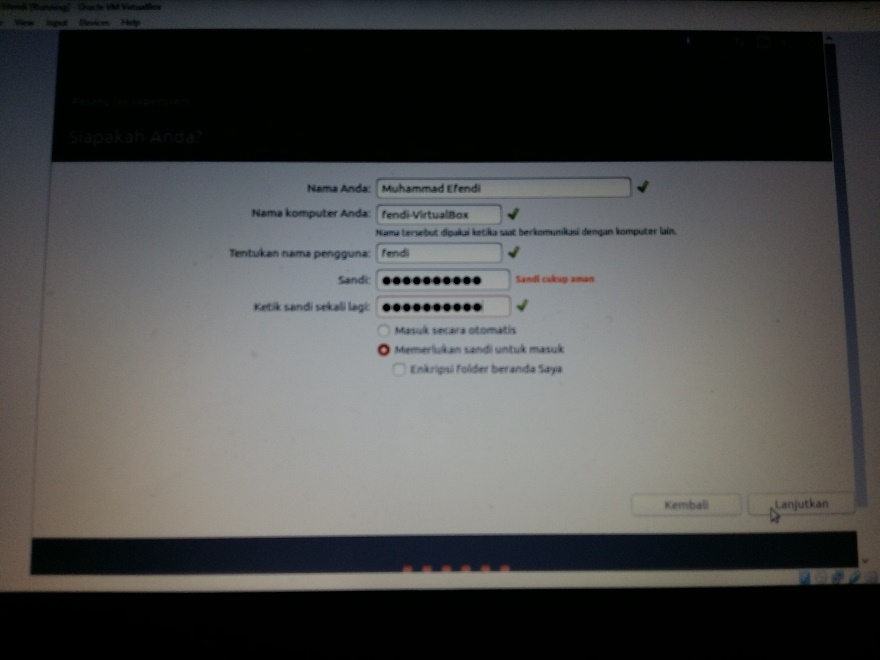 Efendi [Running] - Oracle VM VirtualBox
View Input Devices Help
Siapakah Anda?
Nama Anda: Muhammad Efendi
Nama komputer Anda: fendi-VirtualBox
Nama tersebut dipakai ketika saat berkomunikasi dengan komputer lain.
Tentukan nama pengguna: fendi
Sandi: ●●●●●●●●●● Sandi cukup aman
Ketik sandi sekali lagi: ●●●●●●●●●●
Masuk secara otomatis
Memerlukan sandi untuk masuk
Enkripsi folder beranda Saya
Kembali Lanjutkan